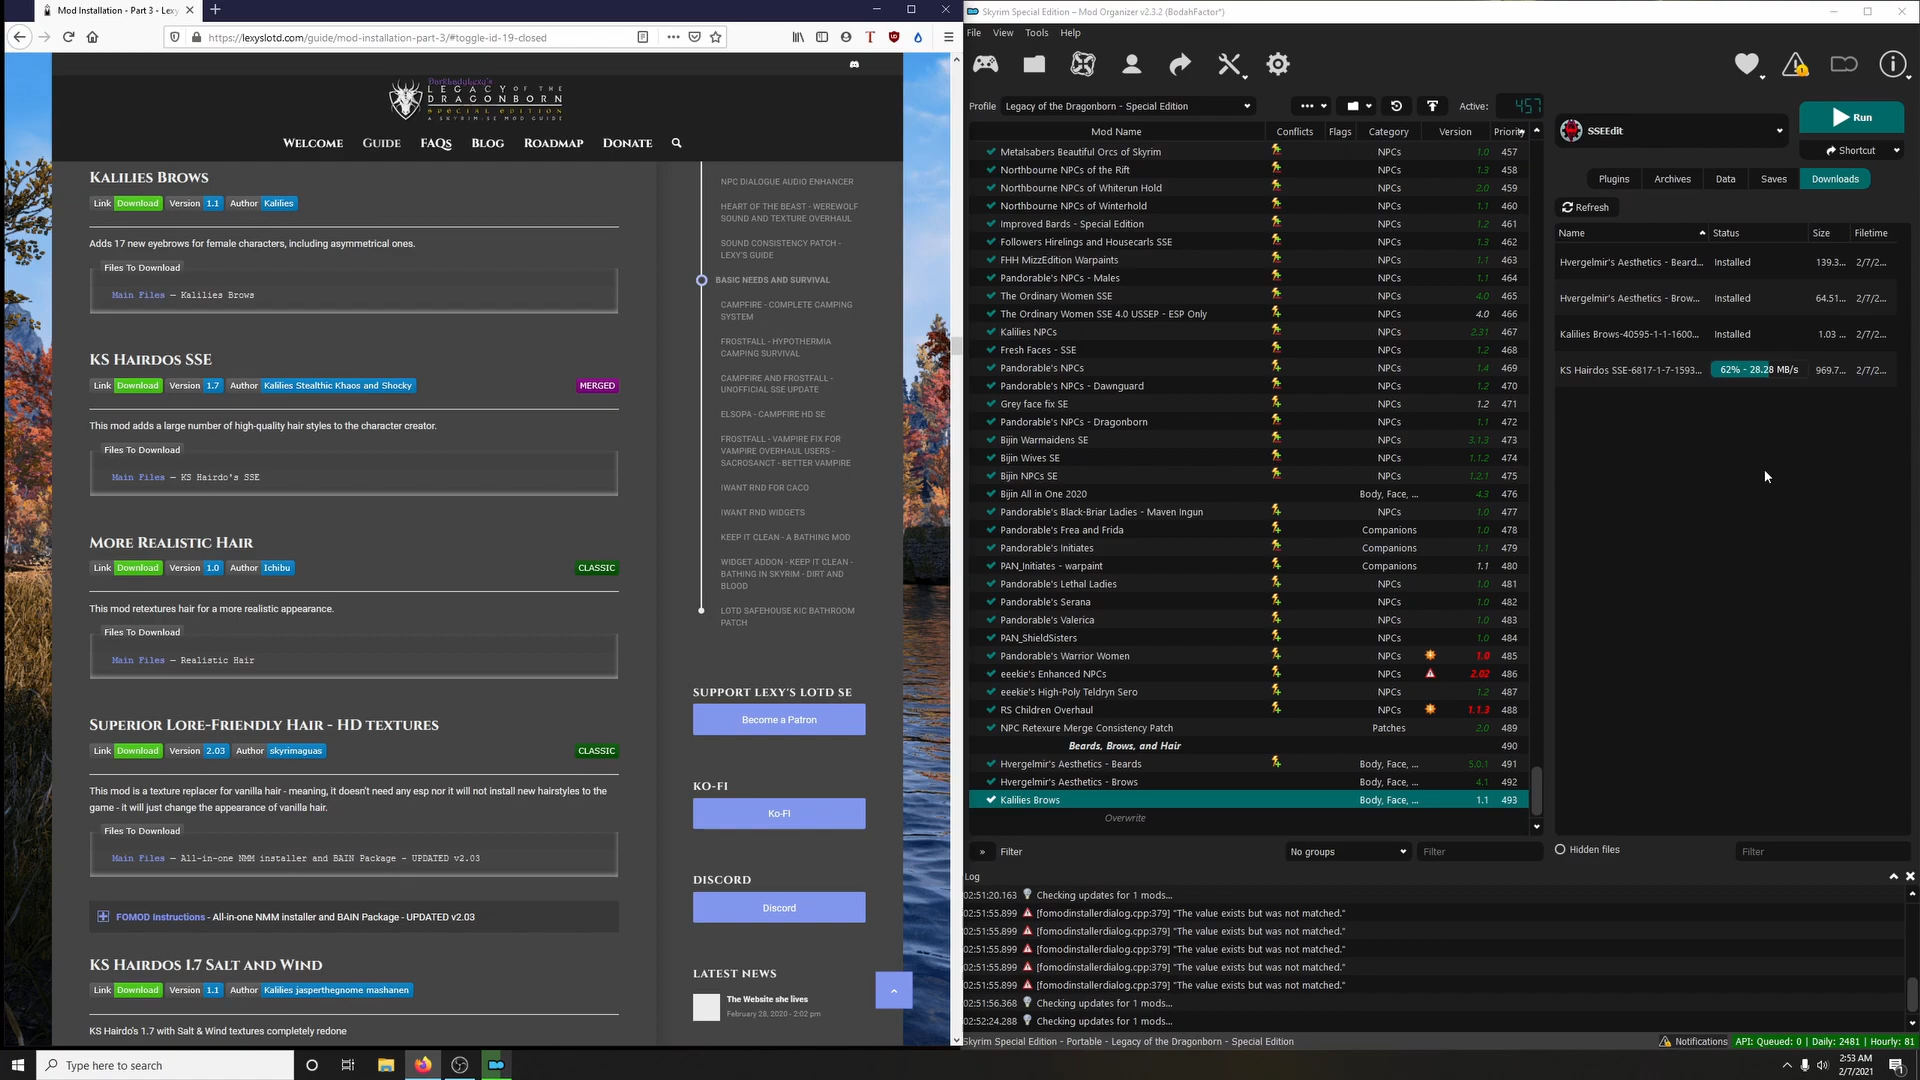 Mod Installation - Part 3 - Lexy
https://lexyslotd.com/guide/mod-installation-part-3/#toggle-id-19-closed
DarkladyLexy's
LEGACY OF THE
DRAGONBORN
SPECIAL EDITION
A SKYRIM-SE MOD GUIDE
WELCOME GUIDE FAQS BLOG ROADMAP DONATE
KALILIES BROWS
Link Download Version 1.1 Author Kalilies
Adds 17 new eyebrows for female characters, including asymmetrical ones.
Files To Download
Main Files – Kalilies Brows
KS HAIRDOS SSE
Link Download Version 1.7 Author Kalilies Stealthic Khaos and Shocky MERGED
This mod adds a large number of high-quality hair styles to the character creator.
Files To Download
Main Files – KS Hairdo's SSE
MORE REALISTIC HAIR
Link Download Version 1.0 Author Ichibu CLASSIC
This mod retextures hair for a more realistic appearance.
Files To Download
Main Files – Realistic Hair
SUPERIOR LORE-FRIENDLY HAIR - HD TEXTURES
Link Download Version 2.03 Author skyrimaguas CLASSIC
This mod is a texture replacer for vanilla hair - meaning, it doesn't need any esp nor it will not install new hairstyles to the
game - it will just change the appearance of vanilla hair.
Files To Download
Main Files – All-in-one NMM installer and BAIN Package - UPDATED v2.03
FOMOD Instructions - All-in-one NMM installer and BAIN Package - UPDATED v2.03
KS HAIRDOS 1.7 SALT AND WIND
Link Download Version 1.1 Author Kalilies jasperthegnome mashanen
KS Hairdo's 1.7 with Salt & Wind textures completely redone
NPC DIALOGUE AUDIO ENHANCER
HEART OF THE BEAST - WEREWOLF
SOUND AND TEXTURE OVERHAUL
SOUND CONSISTENCY PATCH -
LEXY'S GUIDE
BASIC NEEDS AND SURVIVAL
CAMPFIRE - COMPLETE CAMPING
SYSTEM
FROSTFALL - HYPOTHERMIA
CAMPING SURVIVAL
CAMPFIRE AND FROSTFALL -
UNOFFICIAL SSE UPDATE
ELSOPA - CAMPFIRE HD SE
FROSTFALL - VAMPIRE FIX FOR
VAMPIRE OVERHAUL USERS -
SACROSANCT - BETTER VAMPIRE
IWANT RND FOR CACO
IWANT RND WIDGETS
KEEP IT CLEAN - A BATHING MOD
WIDGET ADDON - KEEP IT CLEAN -
BATHING IN SKYRIM - DIRT AND
BLOOD
LOTD SAFEHOUSE KIC BATHROOM
PATCH
SUPPORT LEXY'S LOTD SE
Become a Patron
KO-FI
Ko-FI
DISCORD
Discord
LATEST NEWS
The Website she lives
February 28, 2020 - 2:02 pm
Skyrim Special Edition – Mod Organizer v2.3.2 (BodahFactor*)
File View Tools Help
Profile Legacy of the Dragonborn - Special Edition Active: 457
Mod Name Conflicts Flags Category Version Priority
Metalsabers Beautiful Orcs of Skyrim NPCs 1.0 457
Northbourne NPCs of the Rift NPCs 1.3 458
Northbourne NPCs of Whiterun Hold NPCs 2.0 459
Northbourne NPCs of Winterhold NPCs 1.1 460
Improved Bards - Special Edition NPCs 1.2 461
Followers Hirelings and Housecarls SSE NPCs 1.3 462
FHH MizzEdition Warpaints NPCs 1.1 463
Pandorable's NPCs - Males NPCs 1.1 464
The Ordinary Women SSE NPCs 4.0 465
The Ordinary Women SSE 4.0 USSEP - ESP Only NPCs 4.0 466
Kalilies NPCs NPCs 2.31 467
Fresh Faces - SSE NPCs 1.2 468
Pandorable's NPCs NPCs 1.4 469
Pandorable's NPCs - Dawnguard NPCs 1.2 470
Grey face fix SE NPCs 1.2 471
Pandorable's NPCs - Dragonborn NPCs 1.1 472
Bijin Warmaidens SE NPCs 3.1.3 473
Bijin Wives SE NPCs 1.1.2 474
Bijin NPCs SE NPCs 1.2.1 475
Bijin All in One 2020 Body, Face, ... 4.3 476
Pandorable's Black-Briar Ladies - Maven Ingun NPCs 1.0 477
Pandorable's Frea and Frida Companions 1.0 478
Pandorable's Initiates Companions 1.1 479
PAN_Initiates - warpaint Companions 1.1 480
Pandorable's Lethal Ladies NPCs 1.0 481
Pandorable's Serana NPCs 1.0 482
Pandorable's Valerica NPCs 1.0 483
PAN_ShieldSisters NPCs 1.0 484
Pandorable's Warrior Women NPCs 1.0 485
eeekie's Enhanced NPCs NPCs 2.02 486
eeekie's High-Poly Teldryn Sero NPCs 1.2 487
RS Children Overhaul NPCs 1.1.3 488
NPC Retexure Merge Consistency Patch Patches 2.0 489
Beards, Brows, and Hair 490
Hvergelmir's Aesthetics - Beards Body, Face, ... 5.0.1 491
Hvergelmir's Aesthetics - Brows Body, Face, ... 4.1 492
Kalilies Brows Body, Face, ... 1.1 493
Overwrite
» Filter No groups Filter
SSEEdit
Run
Shortcut
Plugins Archives Data Saves Downloads
Refresh
Name Status Size Filetime
Hvergelmir's Aesthetics - Beard... Installed 139.3... 2/7/2...
Hvergelmir's Aesthetics - Brow... Installed 64.51... 2/7/2...
Kalilies Brows-40595-1-1-1600... Installed 1.03 ... 2/7/2...
KS Hairdos SSE-6817-1-7-1593... 62% - 28.28 MB/s 969.7... 2/7/2...
Hidden files Filter
Log
02:51:20.163 Checking updates for 1 mods...
02:51:55.899 [fomodinstallerdialog.cpp:379] "The value exists but was not matched."
02:51:55.899 [fomodinstallerdialog.cpp:379] "The value exists but was not matched."
02:51:55.899 [fomodinstallerdialog.cpp:379] "The value exists but was not matched."
02:51:55.899 [fomodinstallerdialog.cpp:379] "The value exists but was not matched."
02:51:55.899 [fomodinstallerdialog.cpp:379] "The value exists but was not matched."
02:51:56.368 Checking updates for 1 mods...
02:52:24.288 Checking updates for 1 mods...
Skyrim Special Edition - Portable - Legacy of the Dragonborn - Special Edition Notifications API: Queued: 0 | Daily: 2481 | Hourly: 81
Type here to search
2:53 AM
2/7/2021